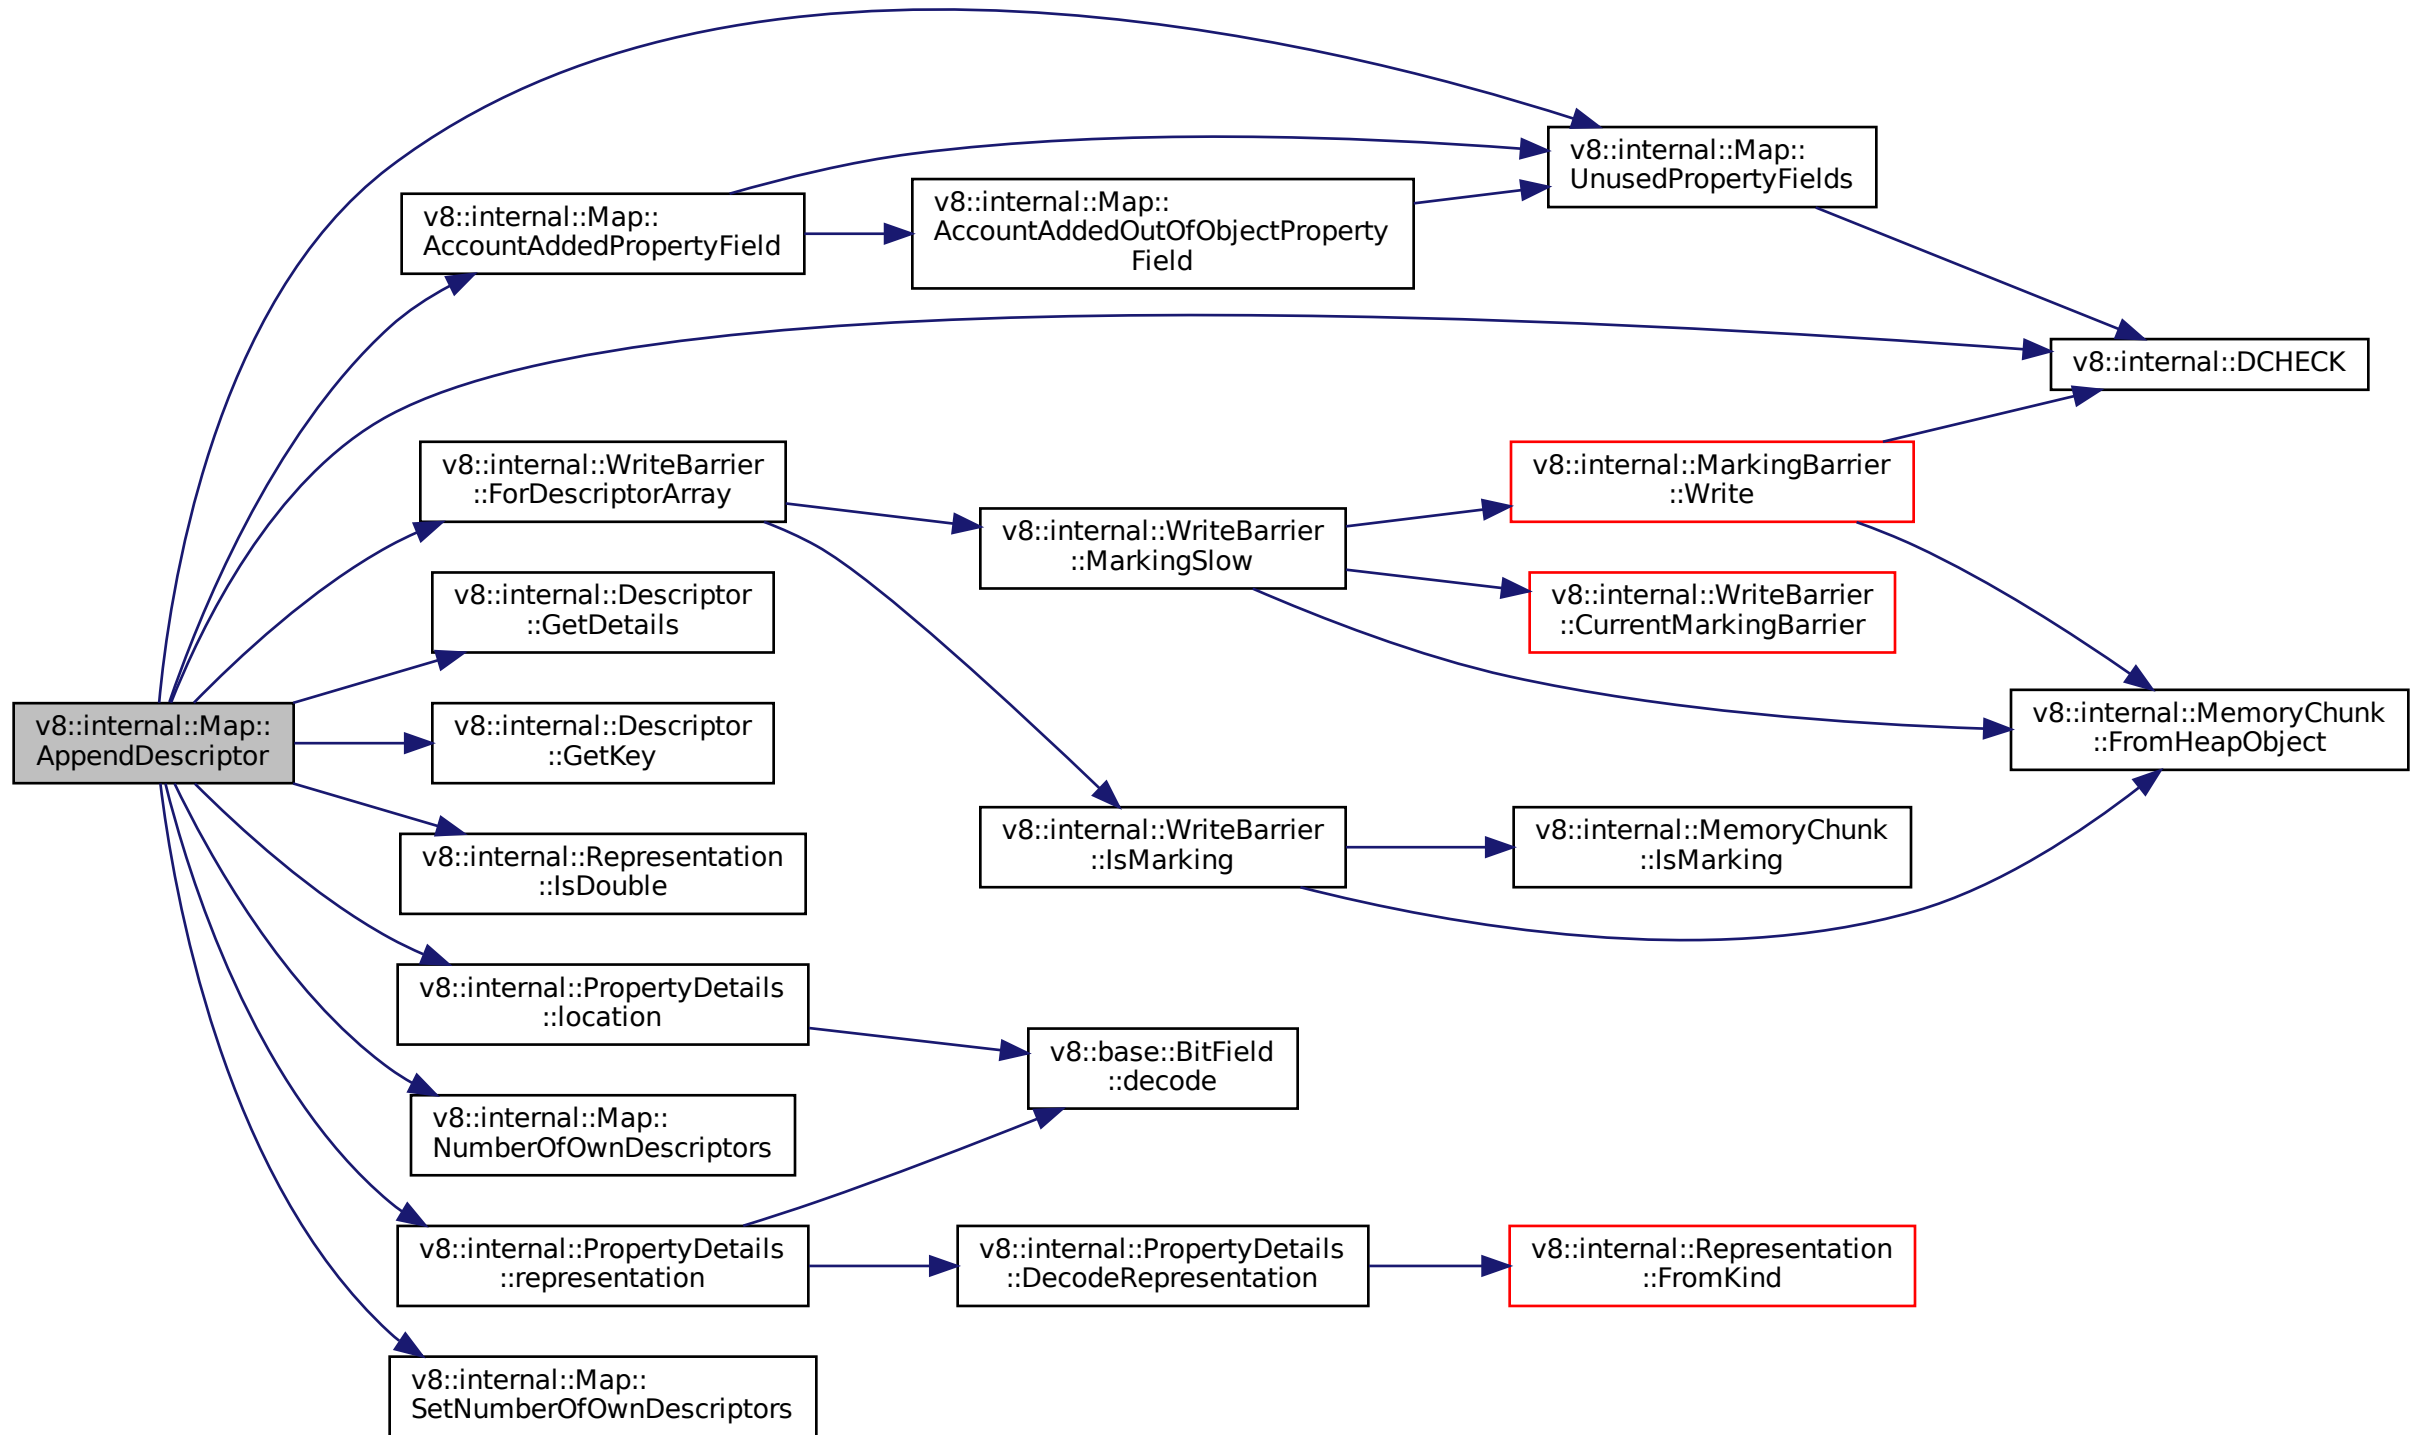 v8::internal::Map::
AppendDescriptor
v8::internal::Map::
AccountAddedPropertyField
v8::internal::Map::
AccountAddedOutOfObjectProperty
Field
v8::internal::Map::
UnusedPropertyFields
v8::internal::DCHECK
v8::internal::WriteBarrier
::ForDescriptorArray
v8::internal::WriteBarrier
::MarkingSlow
v8::internal::MarkingBarrier
::Write
v8::internal::WriteBarrier
::CurrentMarkingBarrier
v8::internal::MemoryChunk
::FromHeapObject
v8::internal::WriteBarrier
::IsMarking
v8::internal::MemoryChunk
::IsMarking
v8::internal::Descriptor
::GetDetails
v8::internal::Descriptor
::GetKey
v8::internal::Representation
::IsDouble
v8::internal::PropertyDetails
::location
v8::base::BitField
::decode
v8::internal::Map::
NumberOfOwnDescriptors
v8::internal::PropertyDetails
::representation
v8::internal::PropertyDetails
::DecodeRepresentation
v8::internal::Representation
::FromKind
v8::internal::Map::
SetNumberOfOwnDescriptors